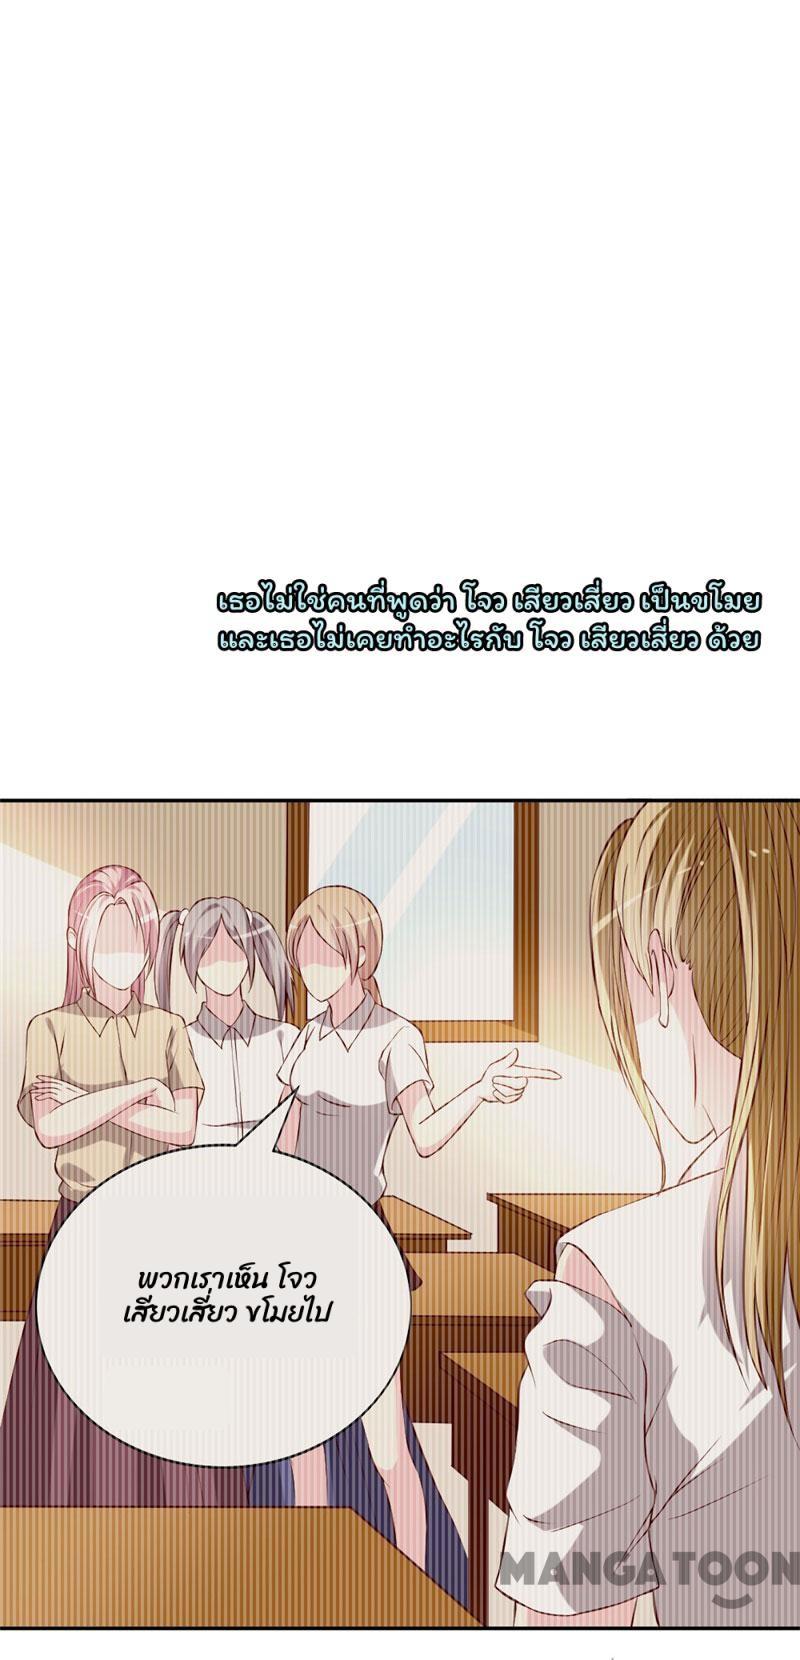 เธอไม่ใช่คนที่พูดว่า โจว เสียวเสี่ยว เป็นขโมย
และเธอไม่เคยทำอะไรกับ โจว เสียวเสี่ยว ด้วย
พวกเราเห็น โจว
เสียวเสี่ยว ขโมยไป
MANGATOON